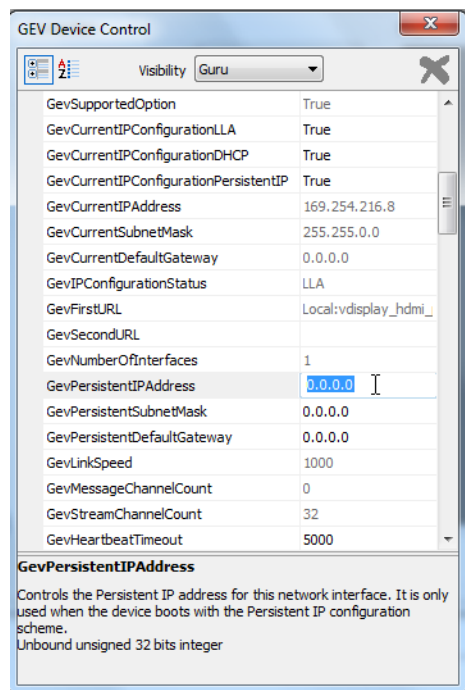 GEV Device Control
Visibility Guru
GevSupportedOption True
GevCurrentIPConfigurationLLA True
GevCurrentIPConfigurationDHCP True
GevCurrentIPConfigurationPersistentIP True
GevCurrentIPAddress 169.254.216.8
GevCurrentSubnetMask 255.255.0.0
GevCurrentDefaultGateway 0.0.0.0
GevIPConfigurationStatus LLA
GevFirstURL Local:vdisplay_hdmi_
GevSecondURL
GevNumberOfInterfaces 1
GevPersistentIPAddress 0.0.0.0
GevPersistentSubnetMask 0.0.0.0
GevPersistentDefaultGateway 0.0.0.0
GevLinkSpeed 1000
GevMessageChannelCount 0
GevStreamChannelCount 32
GevHeartbeatTimeout 5000
GevPersistentIPAddress
Controls the Persistent IP address for this network interface. It is only
used when the device boots with the Persistent IP configuration
scheme.
Unbound unsigned 32 bits integer